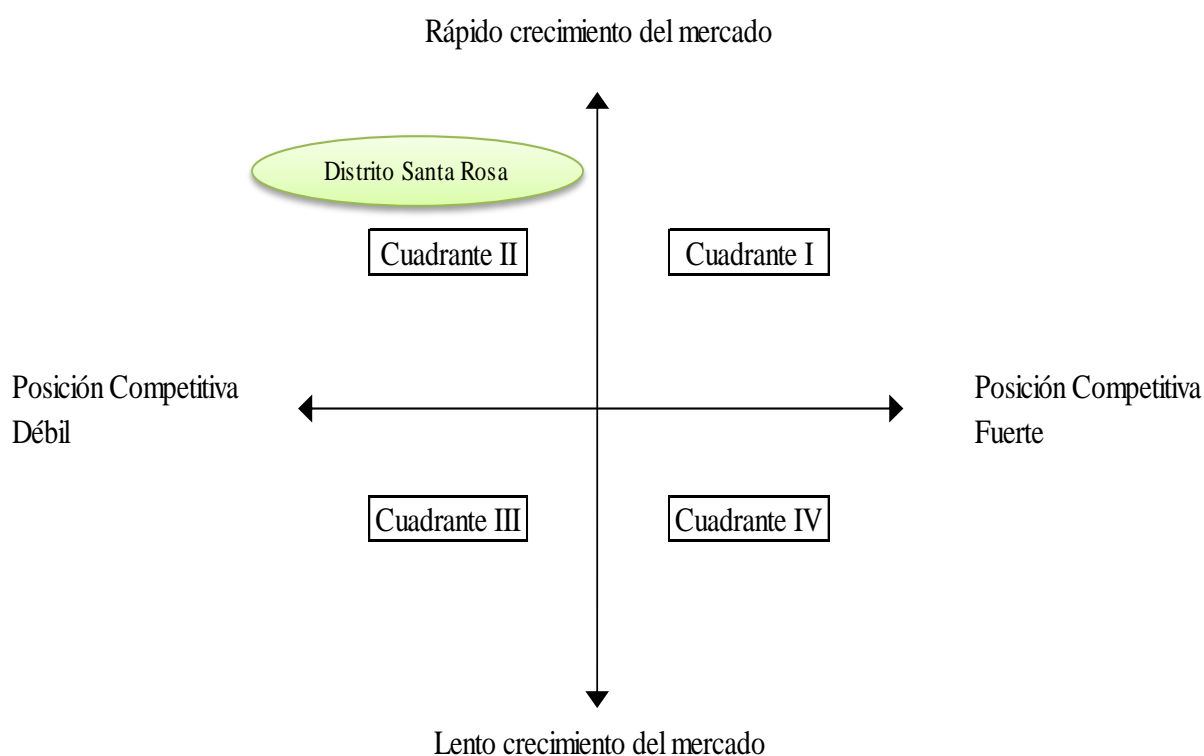 Rápido crecimiento del mercado
Distrito Santa Rosa
Cuadrante II
Cuadrante I
Posición Competitiva
Débil
Posición Competitiva
Fuerte
Cuadrante III
Cuadrante IV
Lento crecimiento del mercado